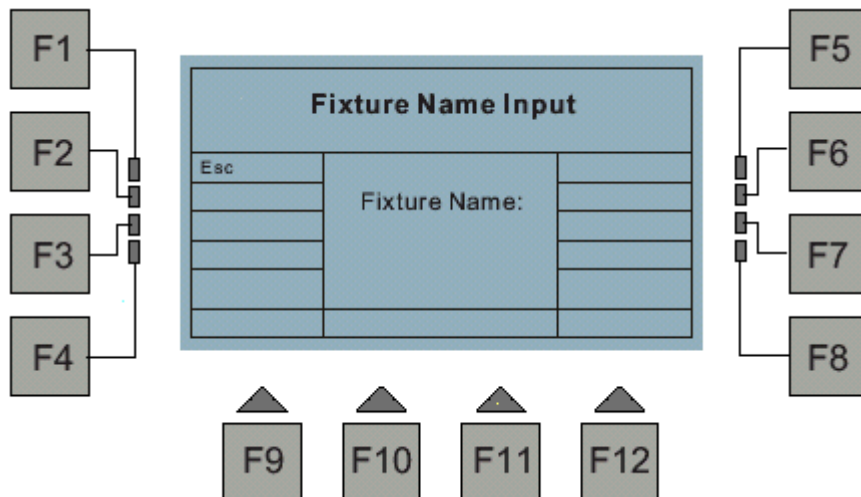 F1
F2
F3
F4
Fixture Name Input
Esc
Fixture Name:
F5
F6
F7
F8
F9
F10
F11
F12